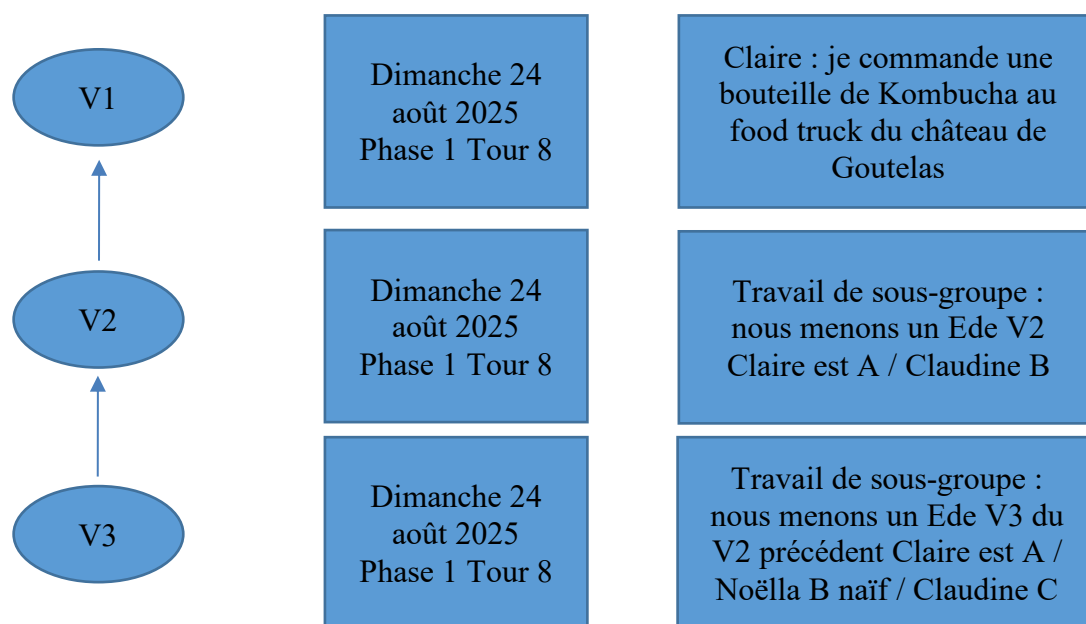 V1
Dimanche 24
août 2025
Phase 1 Tour 8
Claire : je commande une
bouteille de Kombucha au
food truck du château de
Goutelas
V2
Dimanche 24
août 2025
Phase 1 Tour 8
Travail de sous-groupe :
nous menons un Ede V2
Claire est A / Claudine B
V3
Dimanche 24
août 2025
Phase 1 Tour 8
Travail de sous-groupe :
nous menons un Ede V3 du
V2 précédent Claire est A /
Noëlla B naïf / Claudine C